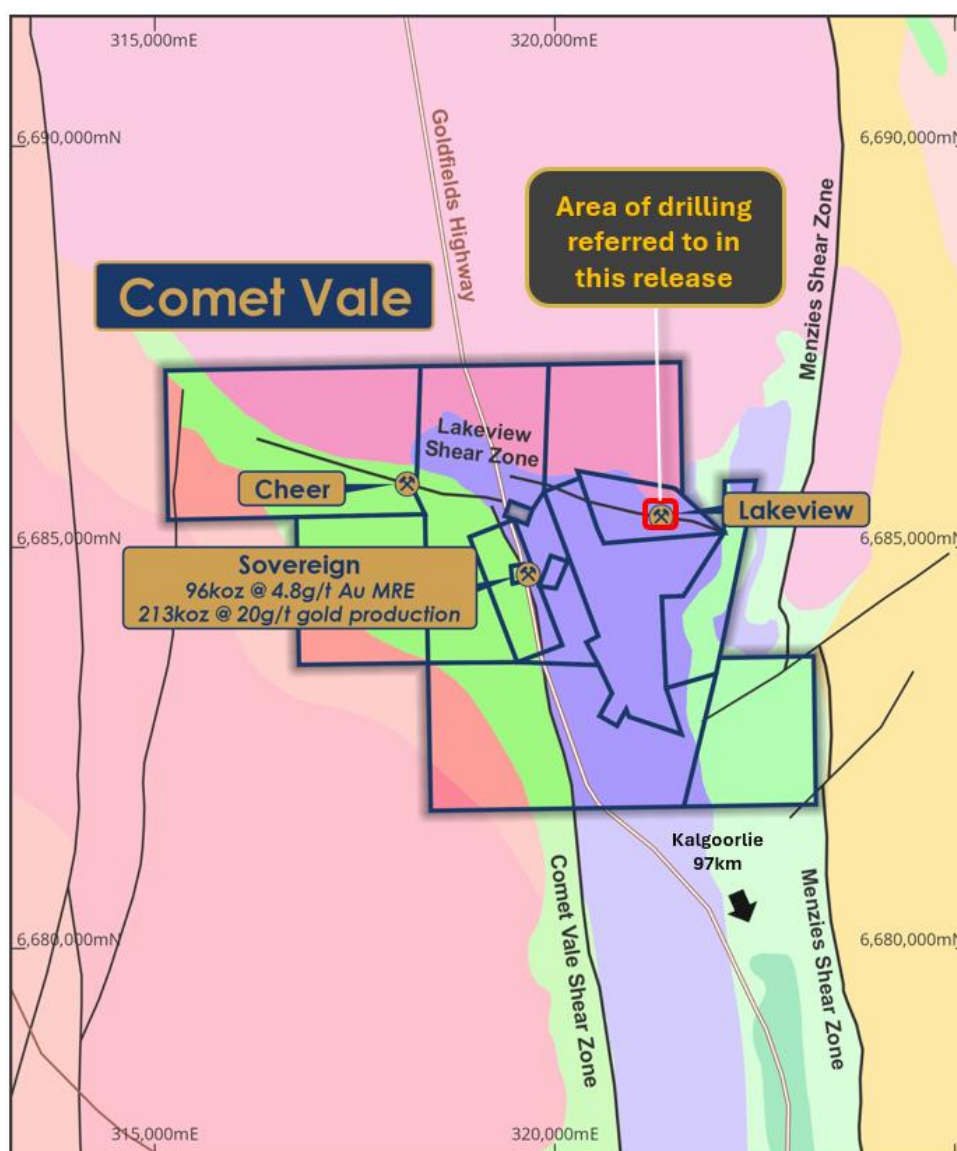 315,000mE
320,000mE
6,690,000mN
6,690,000mN
Goldfields Highway
Menzies Shear Zone
Area of drilling
referred to in
this release
Comet Vale
Lakeview
Shear Zone
Cheer
Lakeview
6,685,000mN
6,685,000mN
Sovereign
96koz @ 4.8g/t Au MRE
213koz @ 20g/t gold production
Kalgoorlie
97km
Comet Vale Shear Zone
Menzies Shear Zone
6,680,000mN
6,680,000mN
315,000mE
320,000mE